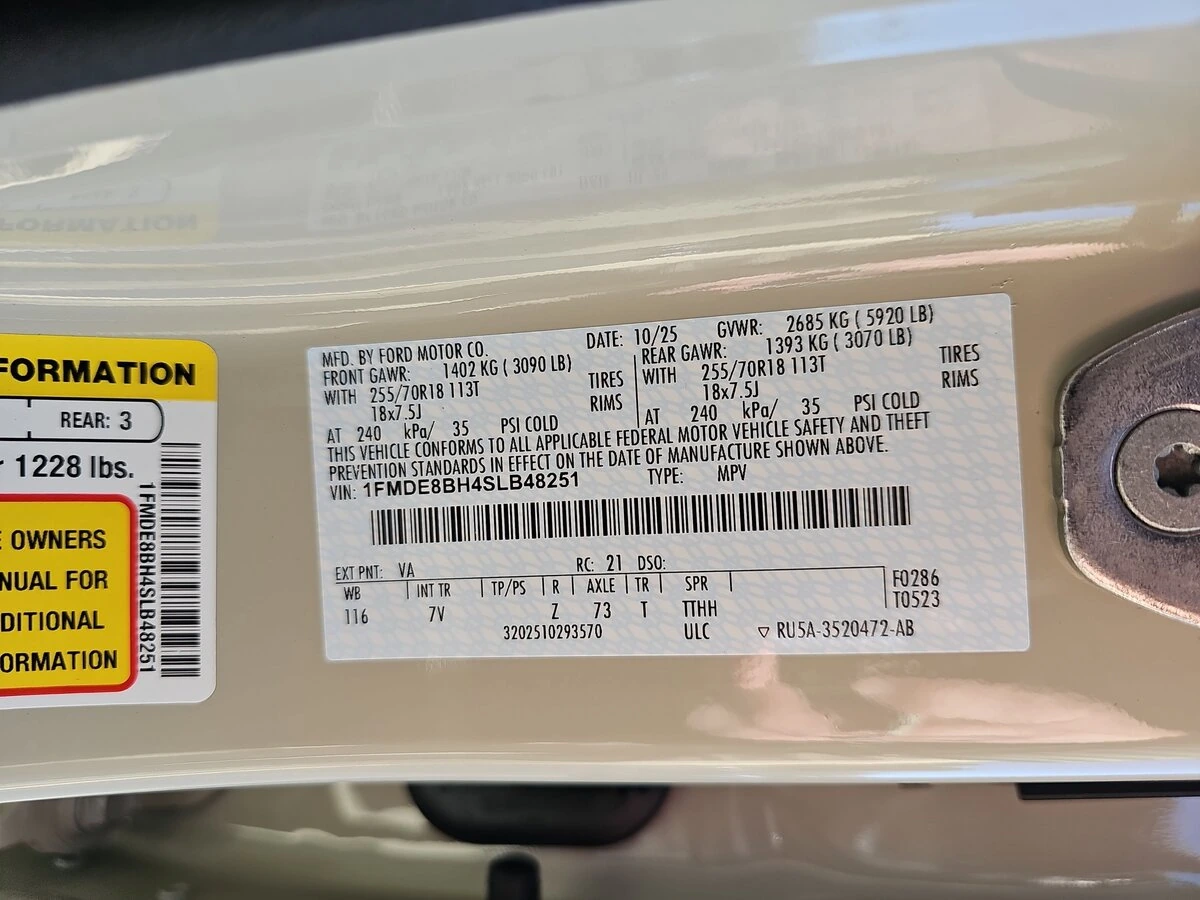 FORMATION
REAR: 3
1228 lbs.
OWNERS
NUAL FOR
DITIONAL
ORMATION
1FMDE8BH4SLB48251
MFD. BY FORD MOTOR CO. DATE: 10/25 GVWR: 2685 KG ( 5920 LB)
FRONT GAWR: 1402 KG ( 3090 LB) REAR GAWR: 1393 KG ( 3070 LB)
WITH 255/70R18 113T TIRES WITH 255/70R18 113T TIRES
18x7.5J RIMS 18x7.5J RIMS
AT 240 kPa/ 35 PSI COLD AT 240 kPa/ 35 PSI COLD
THIS VEHICLE CONFORMS TO ALL APPLICABLE FEDERAL MOTOR VEHICLE SAFETY AND THEFT
PREVENTION STANDARDS IN EFFECT ON THE DATE OF MANUFACTURE SHOWN ABOVE.
VIN: 1FMDE8BH4SLB48251 TYPE: MPV
EXT PNT: VA RC: 21 DSO:
WB INT TR TP/PS R AXLE TR SPR F0286
116 7V Z 73 T TTHH T0523
3202510293570 ULC RU5A-3520472-AB
FORMATION